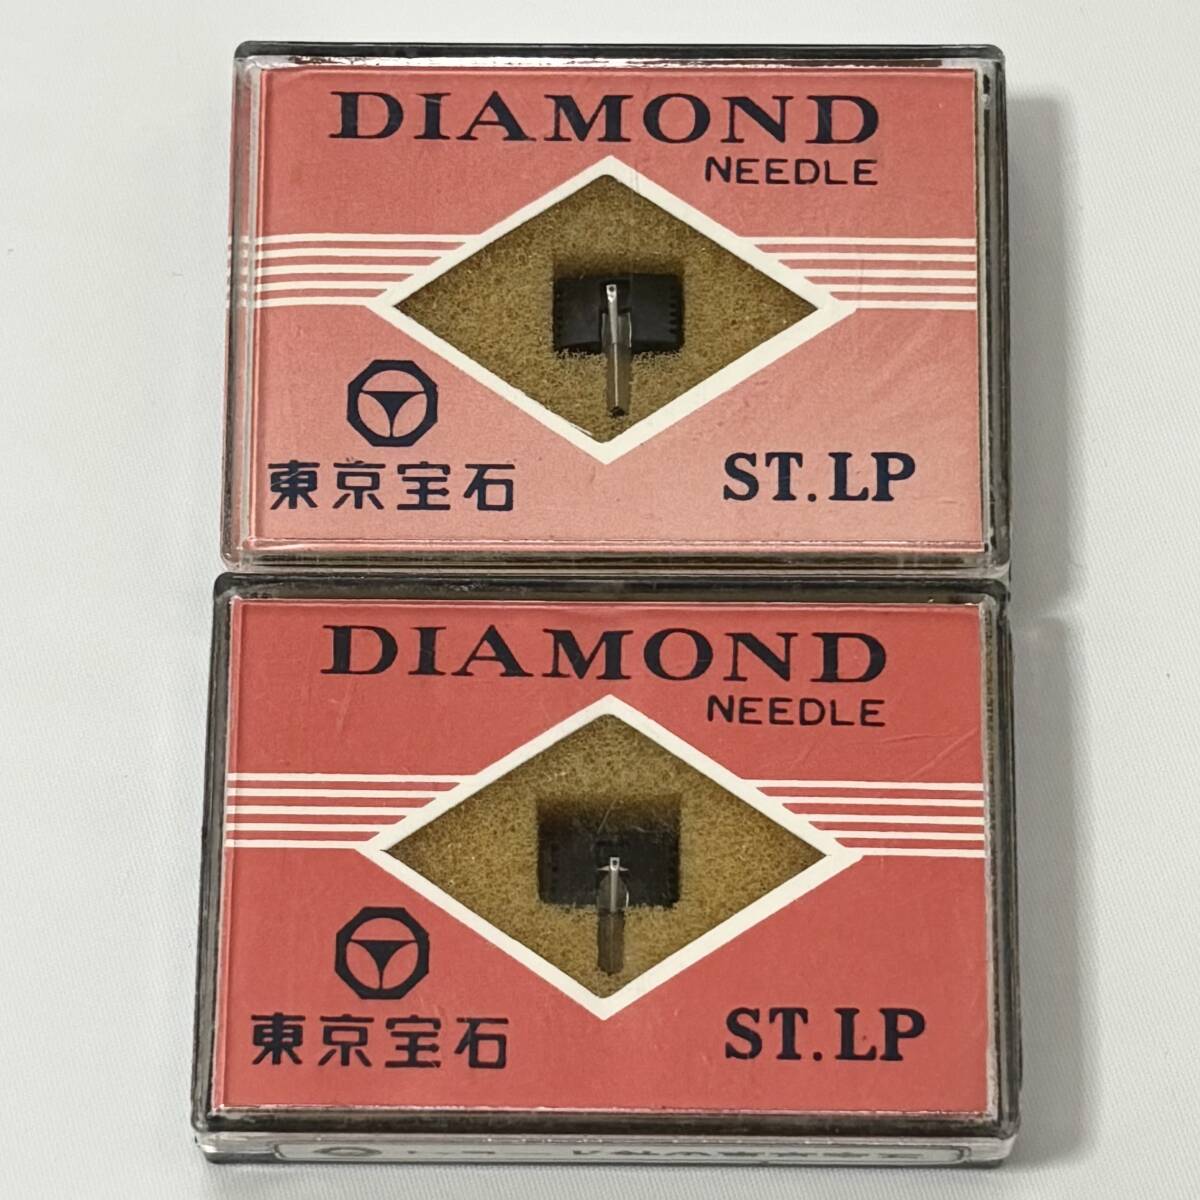 DIAMOND
NEEDLE
東京宝石
ST.LP
DIAMOND
NEEDLE
東京宝石
ST.LP